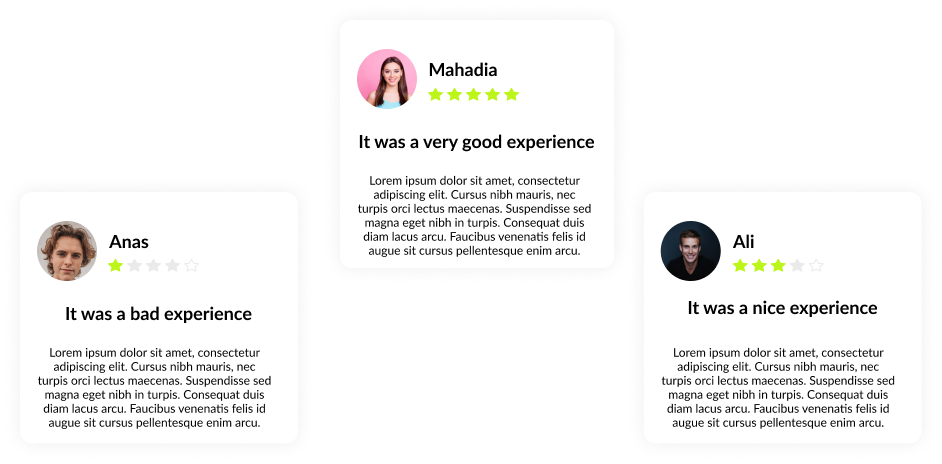 Mahadia
It was a very good experience
Lorem ipsum dolor sit amet, consectetur
adipiscing elit. Cursus nibh mauris, nec
turpis orci lectus maecenas. Suspendisse sed
magna eget nibh in turpis. Consequat duis
diam lacus arcu. Faucibus venenatis felis id
augue sit cursus pellentesque enim arcu.
Anas
It was a bad experience
Lorem ipsum dolor sit amet, consectetur
adipiscing elit. Cursus nibh mauris, nec
turpis orci lectus maecenas. Suspendisse sed
magna eget nibh in turpis. Consequat duis
diam lacus arcu. Faucibus venenatis felis id
augue sit cursus pellentesque enim arcu.
Ali
It was a nice experience
Lorem ipsum dolor sit amet, consectetur
adipiscing elit. Cursus nibh mauris, nec
turpis orci lectus maecenas. Suspendisse sed
magna eget nibh in turpis. Consequat duis
diam lacus arcu. Faucibus venenatis felis id
augue sit cursus pellentesque enim arcu.